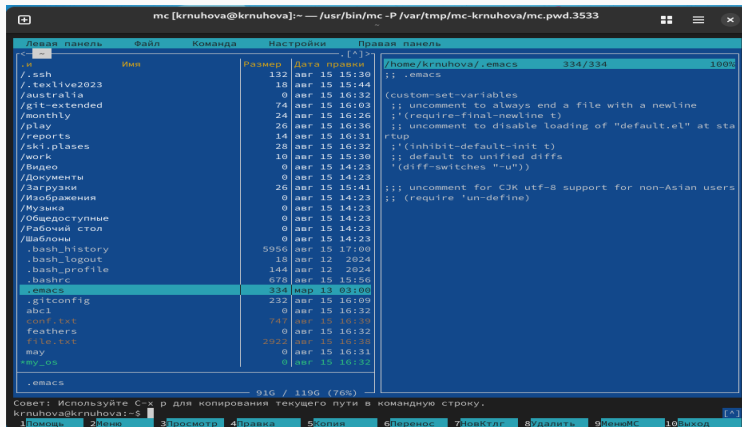 mc [krnuhova@krnuhova]:~ — /usr/bin/mc -P /var/tmp/mc-krnuhova/mc.pwd.3533
Левая панель Файл Команда Настройки Правая панель
<- ~ .[^]>
.и Имя Размер Дата правки
/.ssh 132 авг 15 15:30
/.texlive2023 18 авг 15 15:44
/australia 0 авг 15 16:32
/git-extended 74 авг 15 16:03
/monthly 24 авг 15 16:26
/play 26 авг 15 16:36
/reports 14 авг 15 16:31
/ski.plases 28 авг 15 16:32
/work 10 авг 15 15:30
/Видео 0 авг 15 14:23
/Документы 0 авг 15 14:23
/Загрузки 26 авг 15 15:41
/Изображения 0 авг 15 14:23
/Музыка 0 авг 15 14:23
/Общедоступные 0 авг 15 14:23
/Рабочий стол 0 авг 15 14:23
/Шаблоны 0 авг 15 14:23
.bash_history 5956 авг 15 17:00
.bash_logout 18 авг 12 2024
.bash_profile 144 авг 12 2024
.bashrc 678 авг 15 15:56
.emacs 334 мар 13 03:00
.gitconfig 232 авг 15 16:09
abc1 0 авг 15 16:32
conf.txt 747 авг 15 16:39
feathers 0 авг 15 16:32
file.txt 2922 авг 15 16:38
may 0 авг 15 16:31
*my_os 0 авг 15 16:32
.emacs
91G / 119G (76%)
/home/krnuhova/.emacs 334/334 100%
;; .emacs
(custom-set-variables
;; uncomment to always end a file with a newline
;'(require-final-newline t)
;; uncomment to disable loading of "default.el" at sta
rtup
;'(inhibit-default-init t)
;; default to unified diffs
'(diff-switches "-u"))
;;; uncomment for CJK utf-8 support for non-Asian users
;; (require 'un-define)
Совет: Используйте C-x p для копирования текущего пути в командную строку.
krnuhova@krnuhova:~$ [^]
1Помощь 2Меню 3Просмотр 4Правка 5Копия 6Перенос 7НовКтлг 8Удалить 9МенюMC 10Выход